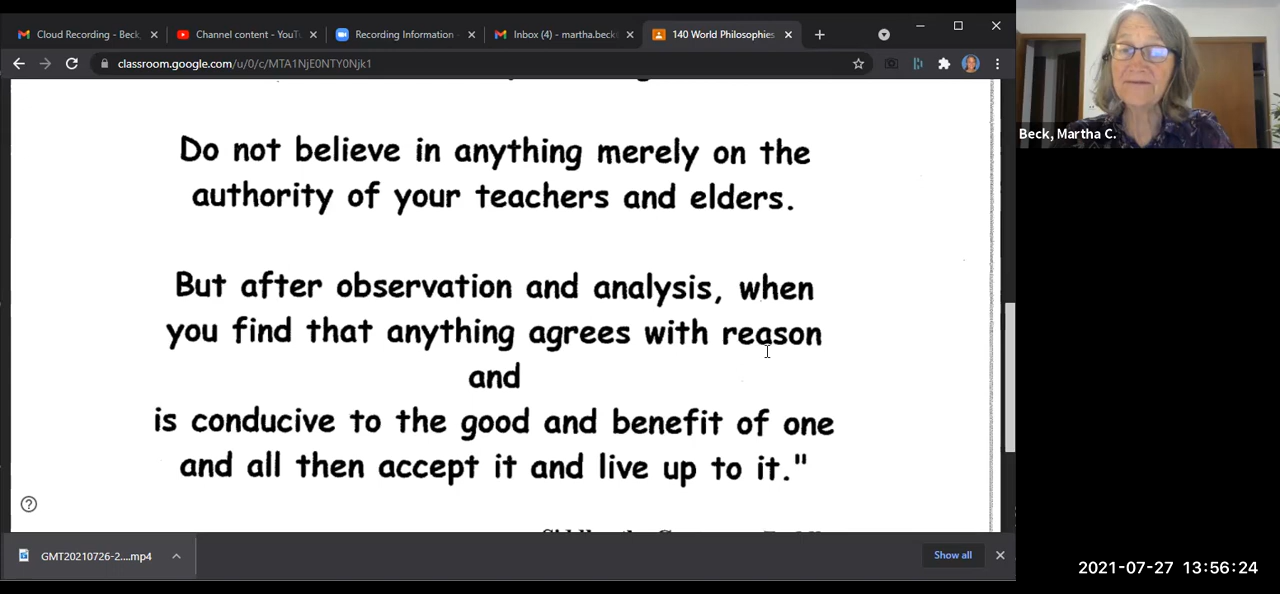 Cloud Recording - Beck,
Channel content - YouTu
Recording Information -
Inbox (4) - martha.beck
140 World Philosophies
classroom.google.com/u/0/c/MTA1NjE0NTY0Njk1
Beck, Martha C.
Do not believe in anything merely on the
authority of your teachers and elders.
But after observation and analysis, when
you find that anything agrees with reason
and
is conducive to the good and benefit of one
and all then accept it and live up to it."
GMT20210726-2....mp4
Show all
2021-07-27 13:56:24